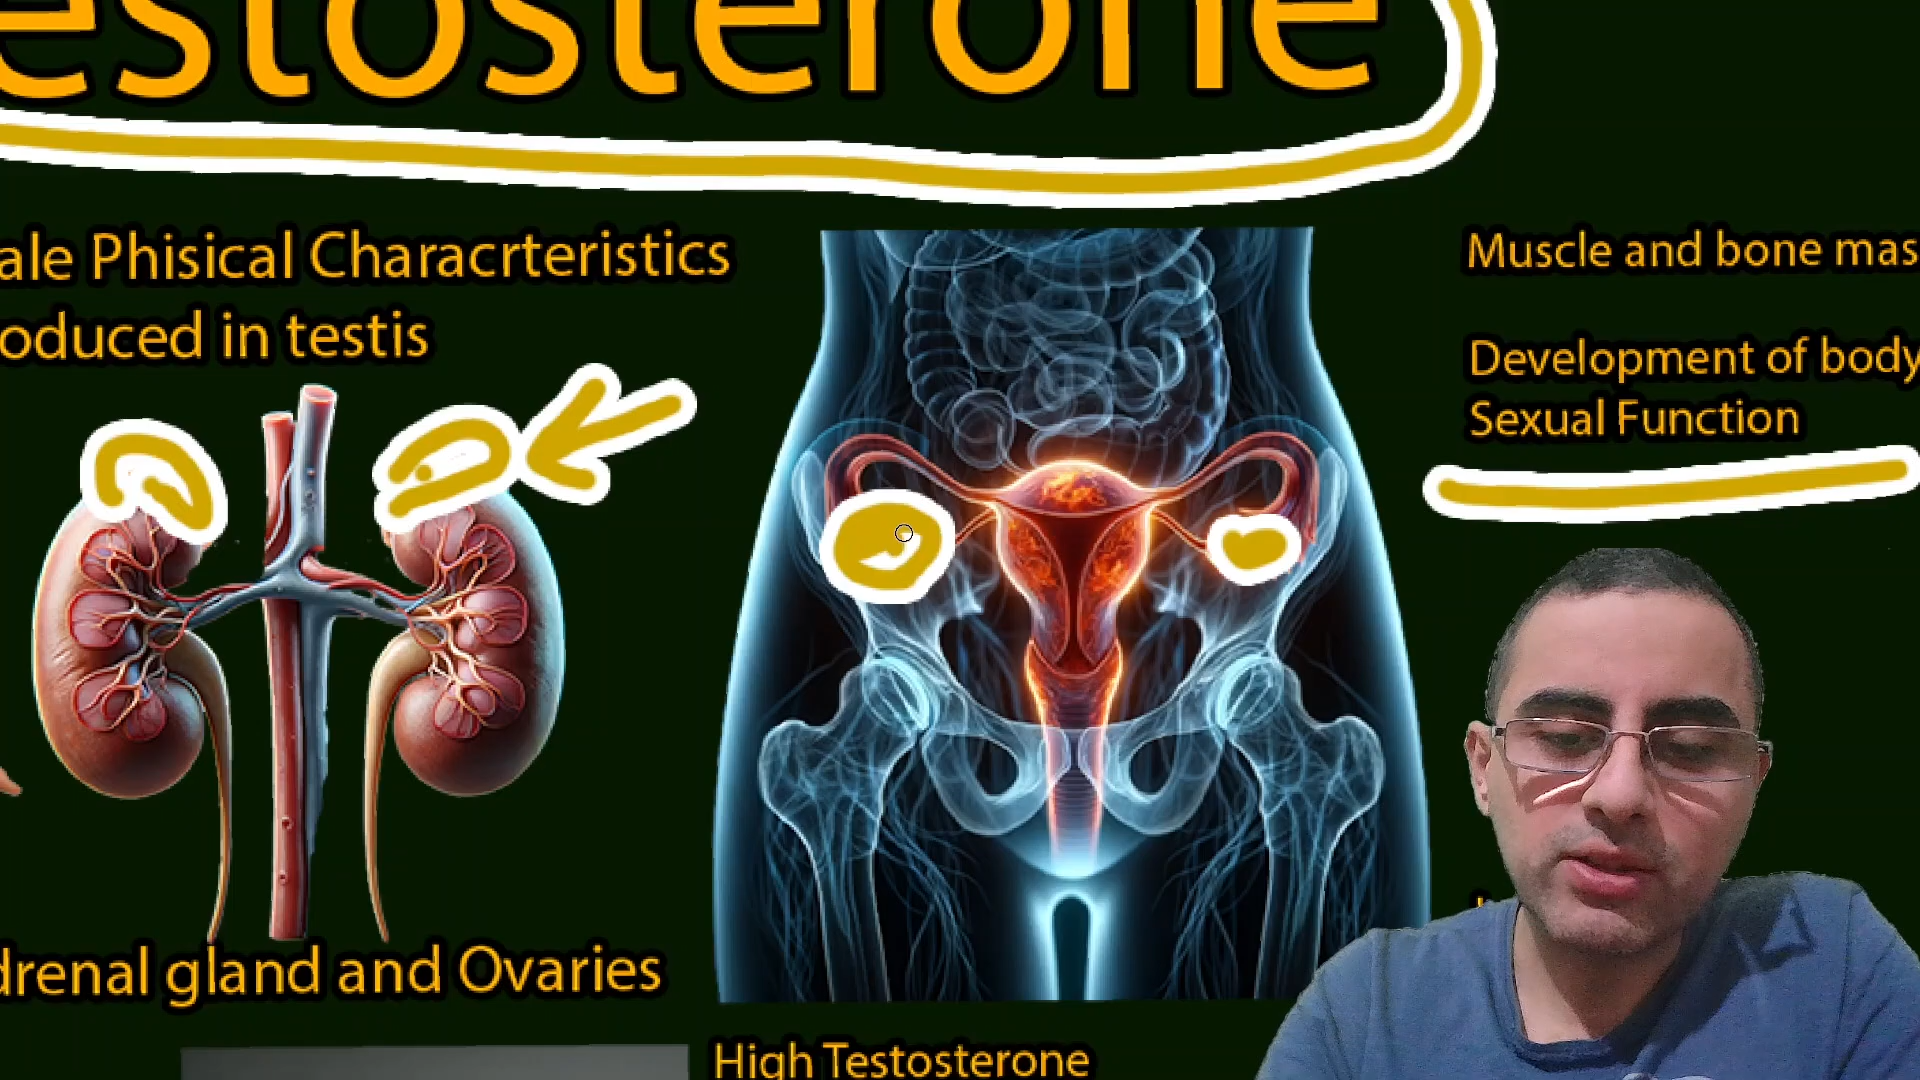 estosterone
ale Phisical Characrteristics
oduced in testis
Muscle and bone mas
Development of body
Sexual Function
drenal gland and Ovaries
High Testosterone